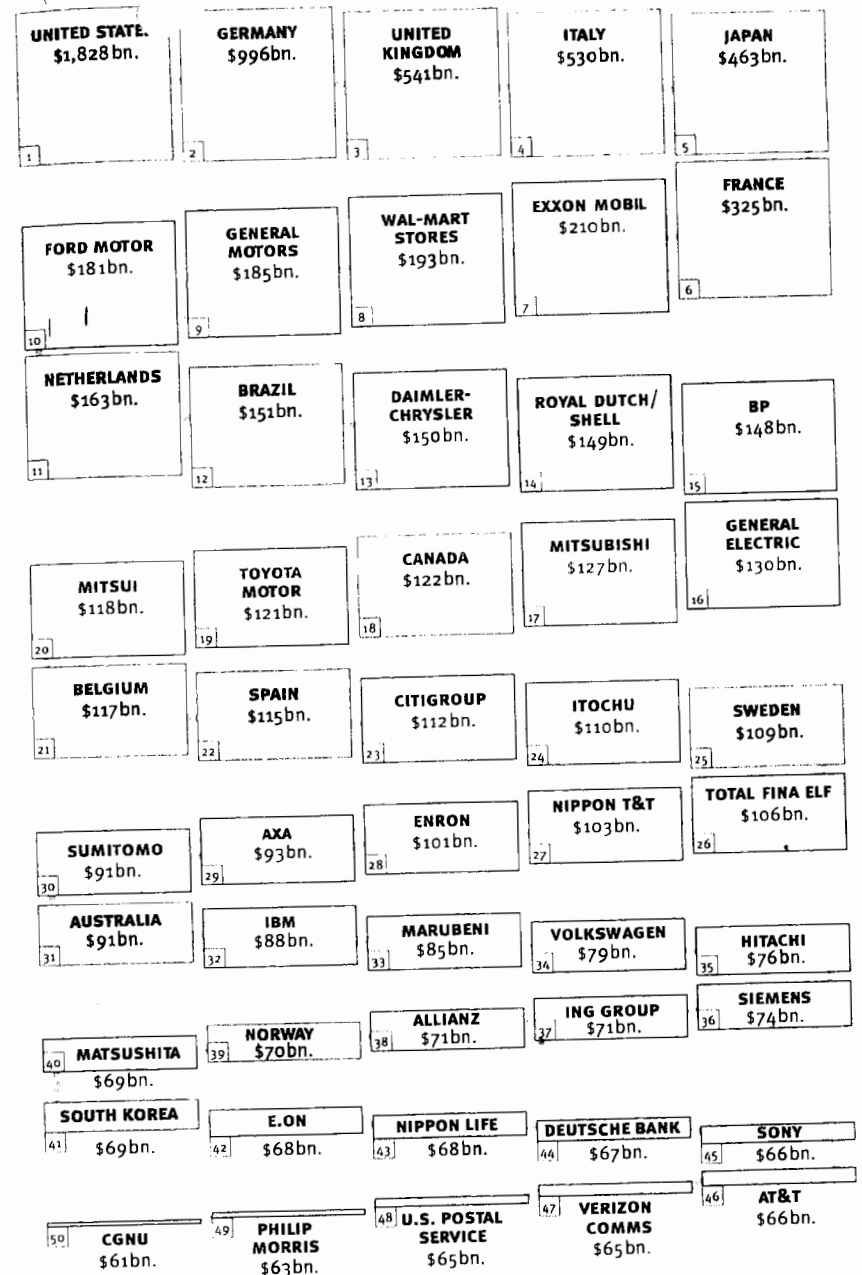 UNITED STATE.
$1,828bn.
1
GERMANY
$996bn.
2
UNITED
KINGDOM
$541bn.
3
ITALY
$530bn.
4
JAPAN
$463bn.
5
FRANCE
$325bn.
6
EXXON MOBIL
$210bn.
7
WAL-MART
STORES
$193bn.
8
GENERAL
MOTORS
$185bn.
9
FORD MOTOR
$181bn.
10
NETHERLANDS
$163bn.
11
BRAZIL
$151bn.
12
DAIMLER-
CHRYSLER
$150bn.
13
ROYAL DUTCH/
SHELL
$149bn.
14
BP
$148bn.
15
GENERAL
ELECTRIC
$130bn.
16
MITSUBISHI
$127bn.
17
CANADA
$122bn.
18
TOYOTA
MOTOR
$121bn.
19
MITSUI
$118bn.
20
BELGIUM
$117bn.
21
SPAIN
$115bn.
22
CITIGROUP
$112bn.
23
ITOCHU
$110bn.
24
SWEDEN
$109bn.
25
TOTAL FINA ELF
$106bn.
26
NIPPON T&T
$103bn.
27
ENRON
$101bn.
28
AXA
$93bn.
29
SUMITOMO
$91bn.
30
AUSTRALIA
$91bn.
31
IBM
$88bn.
32
MARUBENI
$85bn.
33
VOLKSWAGEN
$79bn.
34
HITACHI
$76bn.
35
SIEMENS
$74bn.
36
ING GROUP
$71bn.
37
ALLIANZ
$71bn.
38
NORWAY
$70bn.
39
MATSUSHITA
$69bn.
40
SOUTH KOREA
$69bn.
41
E.ON
$68bn.
42
NIPPON LIFE
$68bn.
43
DEUTSCHE BANK
$67bn.
44
SONY
$66bn.
45
46
AT&T
$66bn.
47
VERIZON
COMMS
$65bn.
48
U.S. POSTAL
SERVICE
$65bn.
49
PHILIP
MORRIS
$63bn.
50
CGNU
$61bn.